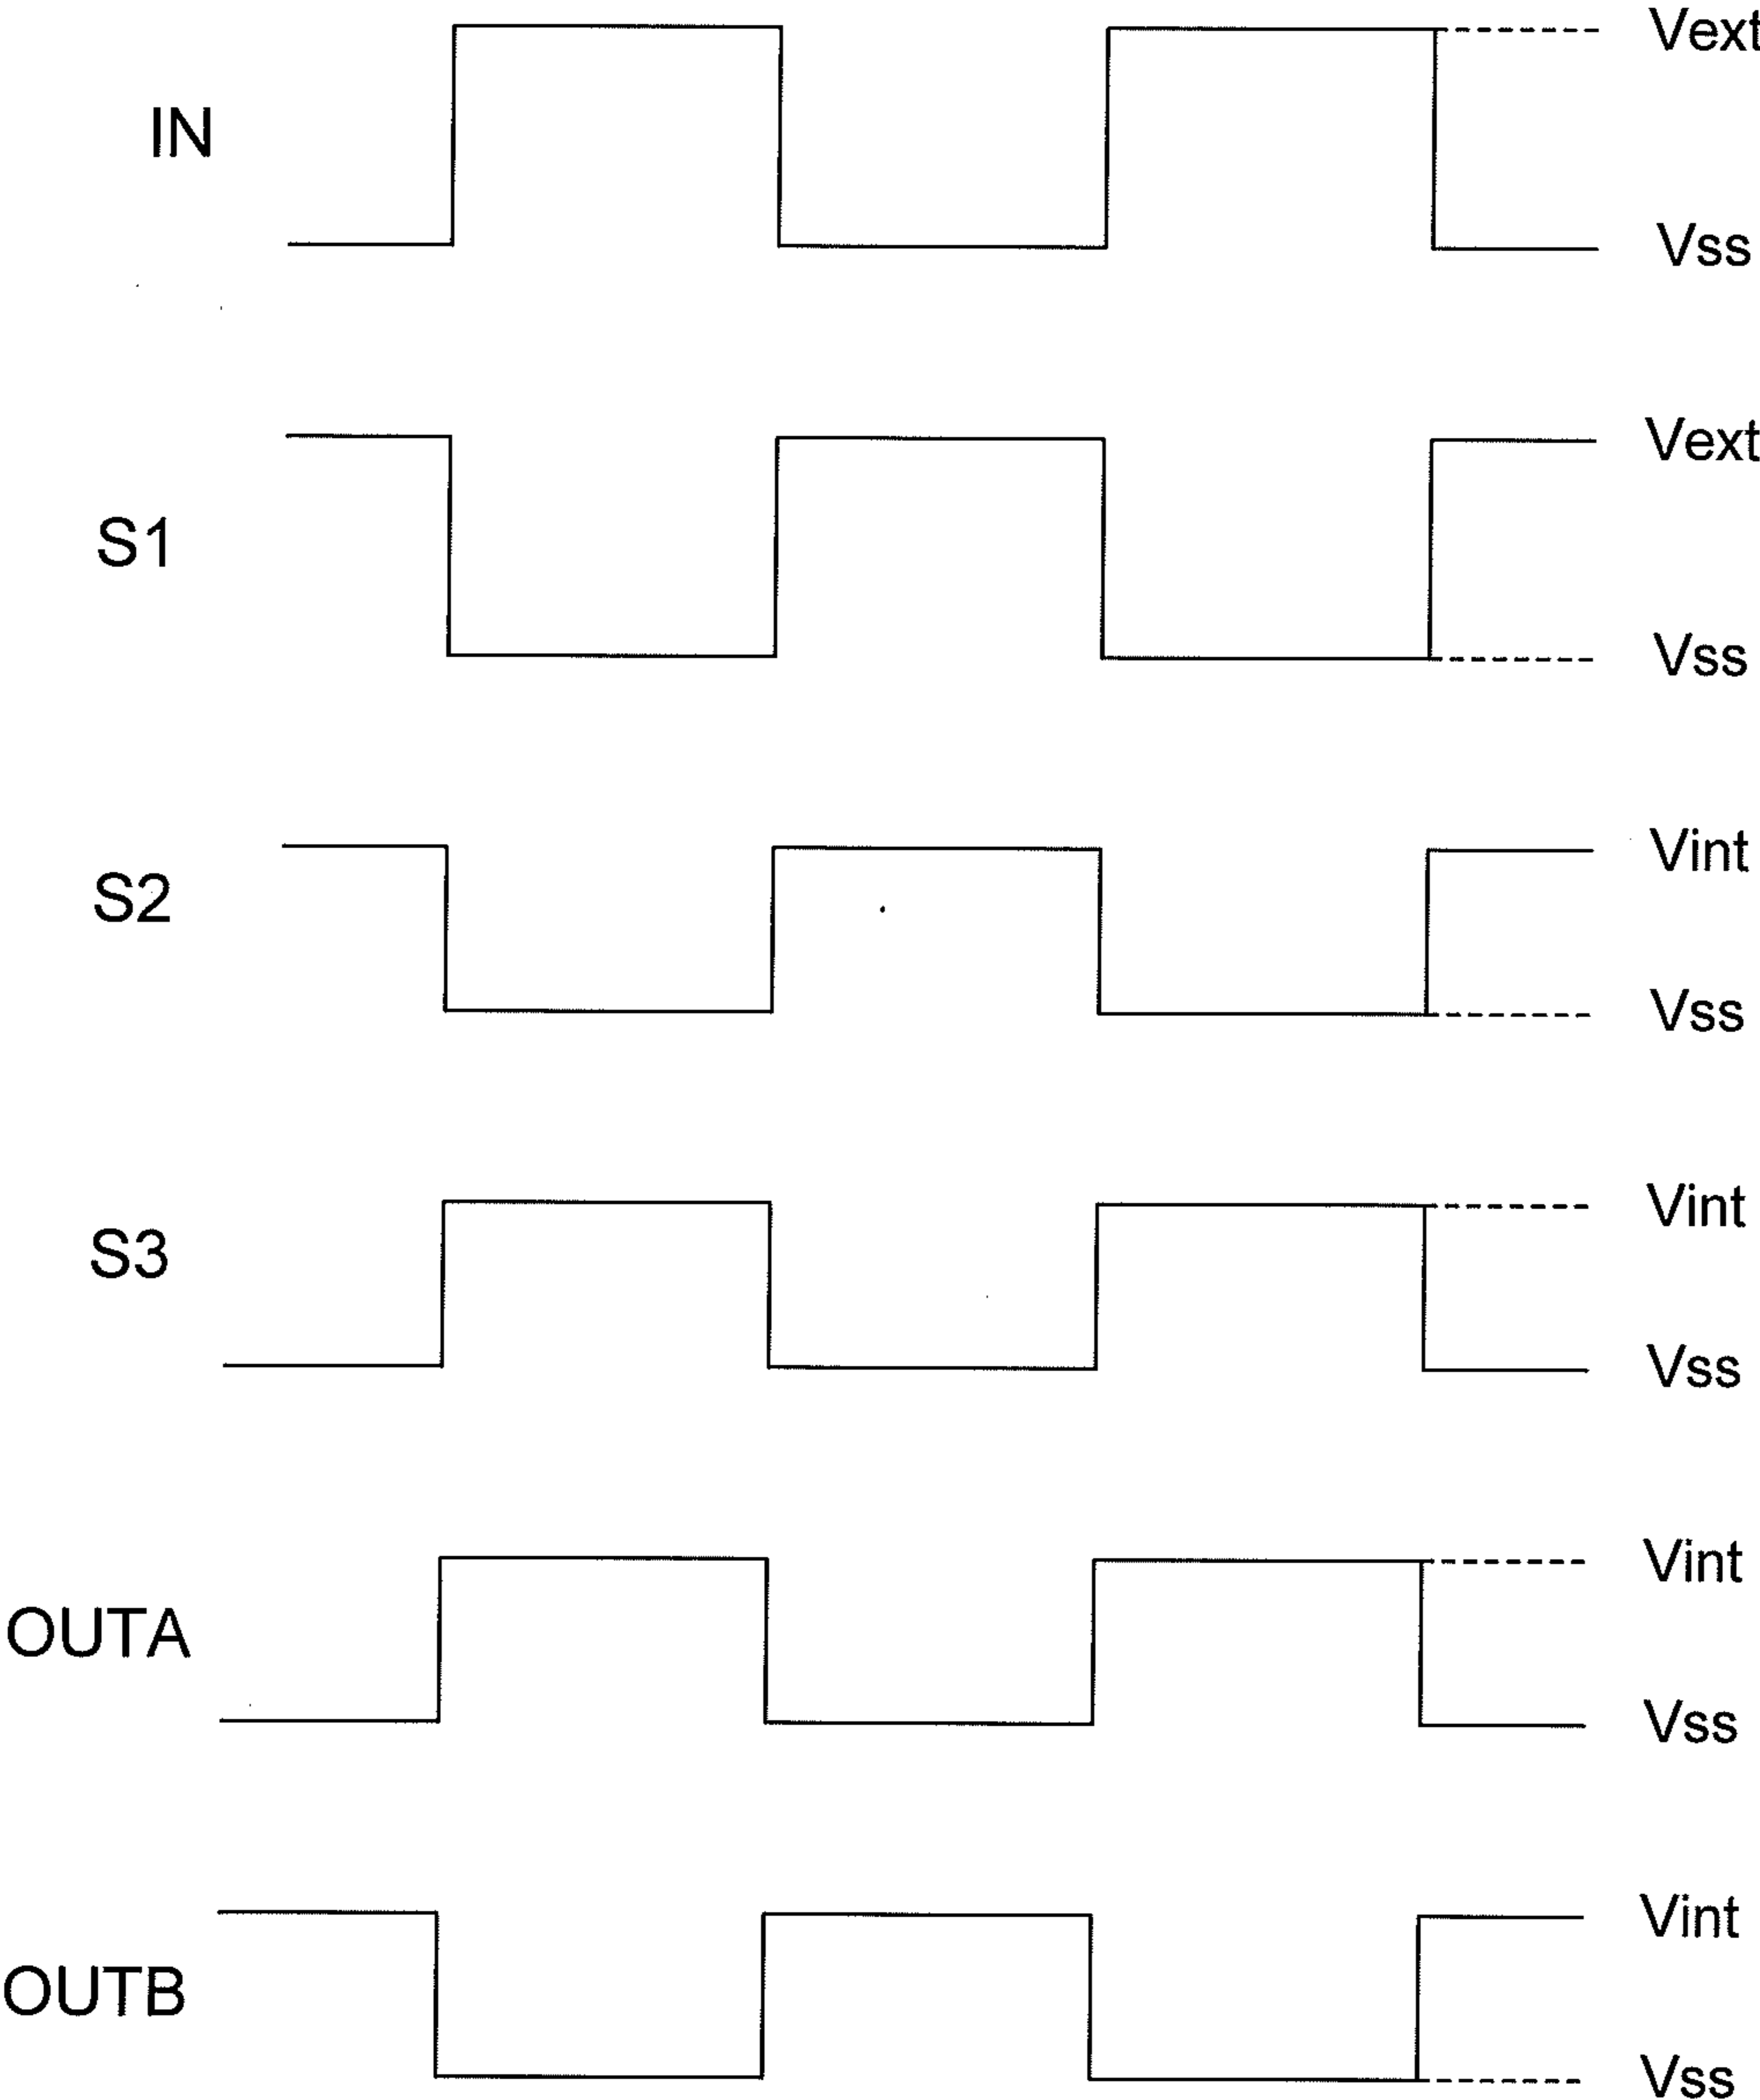 Vext
IN
Vss
Vext
S1
Vss
Vint
S2
Vss
Vint
S3
Vss
Vint
OUTA
Vss
Vint
OUTB
Vss